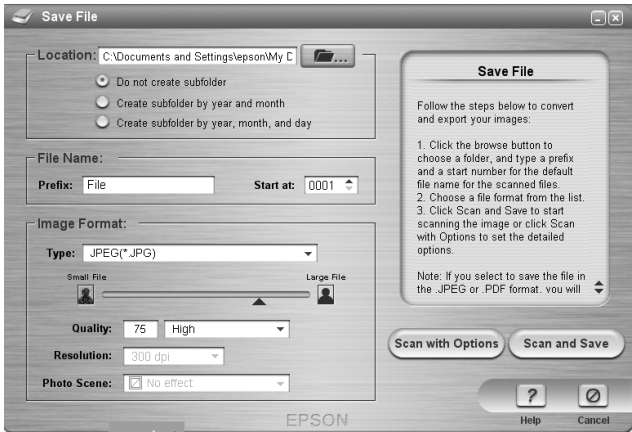 Save File
Location: C:\Documents and Settings\epson\My D
...
Do not create subfolder
Create subfolder by year and month
Create subfolder by year, month, and day
File Name:
Prefix: File Start at: 0001
Image Format:
Type: JPEG(*.JPG)
Small File Large File
Quality: 75 High
Resolution: 300 dpi
Photo Scene: No effect
Save File
Follow the steps below to convert
and export your images:
1. Click the browse button to
choose a folder, and type a prefix
and a start number for the default
file name for the scanned files.
2. Choose a file format from the list.
3. Click Scan and Save to start
scanning the image or click Scan
with Options to set the detailed
options.
Note: If you select to save the file in
the .JPEG or .PDF format, you will
Scan with Options Scan and Save
?
Help Cancel
EPSON